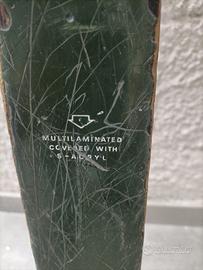 MULTILAMINATED
COVERED WITH
S-ACRYL